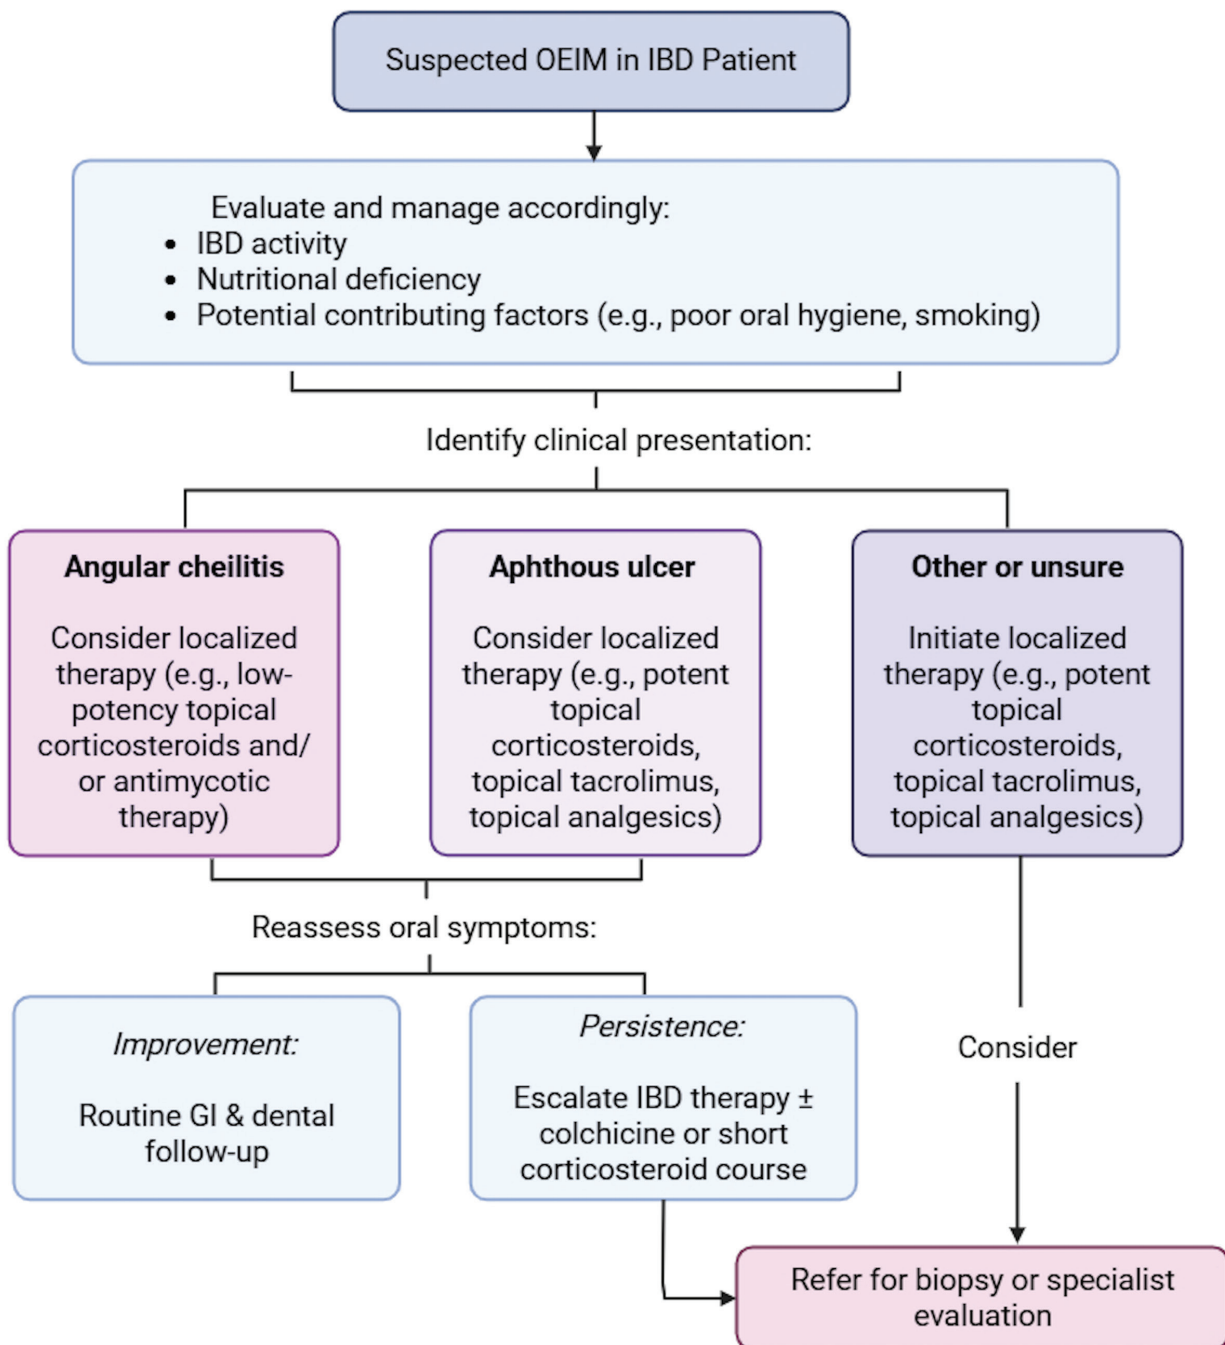 Suspected OEIM in IBD Patient
Evaluate and manage accordingly:
• IBD activity
• Nutritional deficiency
• Potential contributing factors (e.g., poor oral hygiene, smoking)
Identify clinical presentation:
Angular cheilitis
Consider localized
therapy (e.g., low-
potency topical
corticosteroids and/
or antimycotic
therapy)
Aphthous ulcer
Consider localized
therapy (e.g., potent
topical
corticosteroids,
topical tacrolimus,
topical analgesics)
Other or unsure
Initiate localized
therapy (e.g., potent
topical
corticosteroids,
topical tacrolimus,
topical analgesics)
Reassess oral symptoms:
Improvement:
Routine GI & dental
follow-up
Persistence:
Escalate IBD therapy ±
colchicine or short
corticosteroid course
Consider
Refer for biopsy or specialist
evaluation